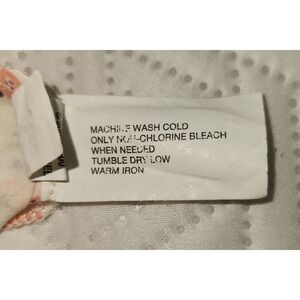 MACHINE WASH COLD
ONLY NON-CHLORINE BLEACH
WHEN NEEDED
TUMBLE DRY LOW
WARM IRON